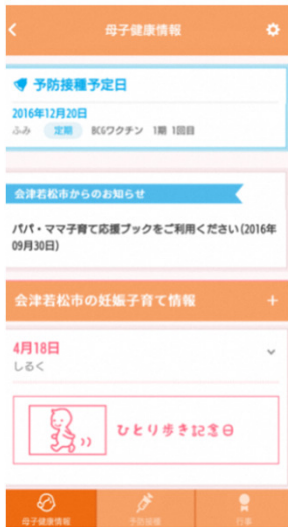 母子健康情報
予防接種予定日
2016年12月20日
ふみ 定期 BCGワクチン 1期 1回目
会津若松市からのお知らせ
パパ・ママ子育て応援ブックをご利用ください(2016年
09月30日)
会津若松市の妊娠子育て情報 +
4月18日
しるく
ひとり歩き記念日
母子健康情報 予防接種 行事